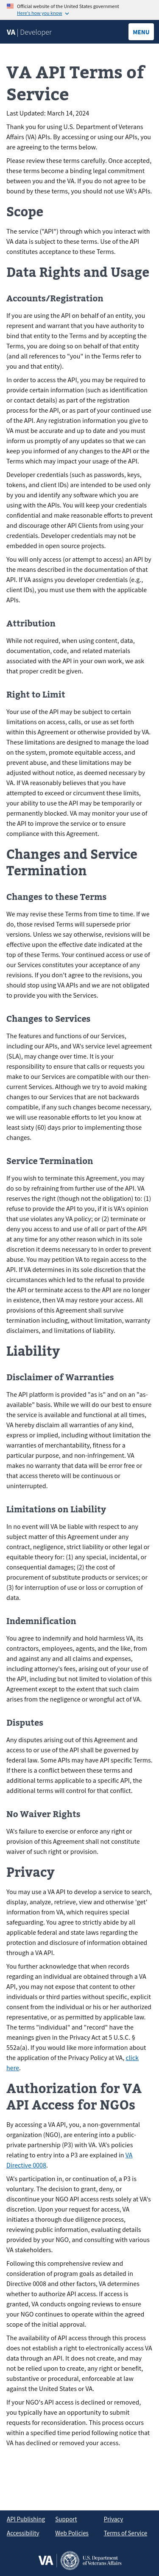 Official website of the United States government
Here's how you know
VA | Developer
MENU
VA API Terms of
Service
Last Updated: March 14, 2024
Thank you for using U.S. Department of Veterans
Affairs (VA) APIs. By accessing or using our APIs, you
are agreeing to the terms below.
Please review these terms carefully. Once accepted,
these terms become a binding legal agreement
between you and the VA. If you do not agree to be
bound by these terms, you should not use VA's APIs.
Scope
The service ("API") through which you interact with
VA data is subject to these terms. Use of the API
constitutes acceptance to these Terms.
Data Rights and Usage
Accounts/Registration
If you are using the API on behalf of an entity, you
represent and warrant that you have authority to
bind that entity to the Terms and by accepting the
Terms, you are doing so on behalf of that entity
(and all references to "you" in the Terms refer to
you and that entity).
In order to access the API, you may be required to
provide certain information (such as identification
or contact details) as part of the registration
process for the API, or as part of your continued use
of the API. Any registration information you give to
VA must be accurate and up to date and you must
inform us promptly of any updates so that we can
keep you informed of any changes to the API or the
Terms which may impact your usage of the API.
Developer credentials (such as passwords, keys,
tokens, and client IDs) are intended to be used only
by you and identify any software which you are
using with the APIs. You will keep your credentials
confidential and make reasonable efforts to
discourage other API Clients from using your
credentials. Developer credentials may not be
embedded in open source projects.
You will only access (or attempt to access) an API by
the means described in the documentation of that
API. If VA assigns you developer credentials (e.g.,
client IDs), you must use them with the applicable
APIs.
Attribution
While not required, when using content, data,
documentation, code, and related materials
associated with the API in your own work, we ask
that proper credit be given.
Right to Limit
Your use of the API may be subject to certain
limitations on access, calls, or use as set forth
within this Agreement or otherwise provided by VA.
These limitations are designed to manage the load
on the system, promote equitable access, and
prevent abuse, and these limitations may be
adjusted without notice, as deemed necessary by
VA. If VA reasonably believes that you have
attempted to exceed or circumvent these limits,
your ability to use the API may be temporarily or
permanently blocked. VA may monitor your use of
the API to improve the service or to ensure
compliance with this Agreement.
Changes and Service
Termination
Changes to these Terms
We may revise these Terms from time to time. If we
do, those revised Terms will supersede prior
versions. Unless we say otherwise, revisions will be
effective upon the effective date indicated at the
top of these Terms. Your continued access or use of
our Services constitutes your acceptance of any
revisions. If you don't agree to the revisions, you
should stop using VA APIs and we are not obligated
to provide you with the Services.
Changes to Services
The features and functions of our Services,
including our APIs, and VA's service level agreement
(SLA), may change over time. It is your
responsibility to ensure that calls or requests you
make to our Services are compatible with our then-
current Services. Although we try to avoid making
changes to our Services that are not backwards
compatible, if any such changes become necessary,
we will use reasonable efforts to let you know at
least sixty (60) days prior to implementing those
changes.
Service Termination
If you wish to terminate this Agreement, you may
do so by refraining from further use of the API. VA
reserves the right (though not the obligation) to: (1)
refuse to provide the API to you, if it is VA's opinion
that use violates any VA policy; or (2) terminate or
deny you access to and use of all or part of the API
at any time for any other reason which in its sole
discretion it deems necessary to in order to prevent
abuse. You may petition VA to regain access to the
API. If VA determines in its sole discretion that the
circumstances which led to the refusal to provide
the API or terminate access to the API are no longer
in existence, then VA may restore your access. All
provisions of this Agreement shall survive
termination including, without limitation, warranty
disclaimers, and limitations of liability.
Liability
Disclaimer of Warranties
The API platform is provided "as is" and on an "as-
available" basis. While we will do our best to ensure
the service is available and functional at all times,
VA hereby disclaims all warranties of any kind,
express or implied, including without limitation the
warranties of merchantability, fitness for a
particular purpose, and non-infringement. VA
makes no warranty that data will be error free or
that access thereto will be continuous or
uninterrupted.
Limitations on Liability
In no event will VA be liable with respect to any
subject matter of this Agreement under any
contract, negligence, strict liability or other legal or
equitable theory for: (1) any special, incidental, or
consequential damages; (2) the cost of
procurement of substitute products or services; or
(3) for interruption of use or loss or corruption of
data.
Indemnification
You agree to indemnify and hold harmless VA, its
contractors, employees, agents, and the like, from
and against any and all claims and expenses,
including attorney's fees, arising out of your use of
the API, including but not limited to violation of this
Agreement except to the extent that such claim
arises from the negligence or wrongful act of VA.
Disputes
Any disputes arising out of this Agreement and
access to or use of the API shall be governed by
federal law. Some APIs may have API specific Terms.
If there is a conflict between these Terms and
additional terms applicable to a specific API, the
additional terms will control for that conflict.
No Waiver Rights
VA's failure to exercise or enforce any right or
provision of this Agreement shall not constitute
waiver of such right or provision.
Privacy
You may use a VA API to develop a service to search,
display, analyze, retrieve, view and otherwise 'get'
information from VA, which requires special
safeguarding. You agree to strictly abide by all
applicable federal and state laws regarding the
protection and disclosure of information obtained
through a VA API.
You further acknowledge that when records
regarding an individual are obtained through a VA
API, you may not expose that content to other
individuals or third parties without specific, explicit
consent from the individual or his or her authorized
representative, or as permitted by applicable law.
The terms "individual" and "record" have the
meanings given in the Privacy Act at 5 U.S.C. §
552a(a). If you would like more information about
the application of the Privacy Policy at VA, click
here.
Authorization for VA
API Access for NGOs
By accessing a VA API, you, a non-government
organization (NGO), are entering into a public-
private partnership (P3) with VA. VA's policies
related to entry into a P3 are explained in VA
Directive 0008.
VA's participation in, or continuation of, a P3 is
voluntary. The decision to grant, deny, or
discontinue your NGO API access rests solely at VA's
discretion. Upon your request for access, VA
initiates a thorough due diligence process,
reviewing public information, requesting details
provided by your NGO, and consulting with various
VA stakeholders.
Following this comprehensive review and
consideration of program goals as detailed in
Directive 0008 and other factors, VA determines
whether to authorize API access. If access is
granted, VA conducts ongoing reviews to ensure
your NGO continues to operate within the agreed
scope of the initial approval.
The availability of API access through this process
does not establish a right to electronically access VA
data through an API. It does not create, and may
not be relied upon to create, any right or benefit,
substantive or procedural, enforceable at law
against the United States or VA.
If your NGO's API access is declined or removed,
you typically have an opportunity to submit
requests for reconsideration. This process occurs
within a specified time period following notice that
VA has declined or removed your access.
API Publishing Support Privacy
Accessibility Web Policies Terms of Service
VA | U.S. Department of Veterans Affairs